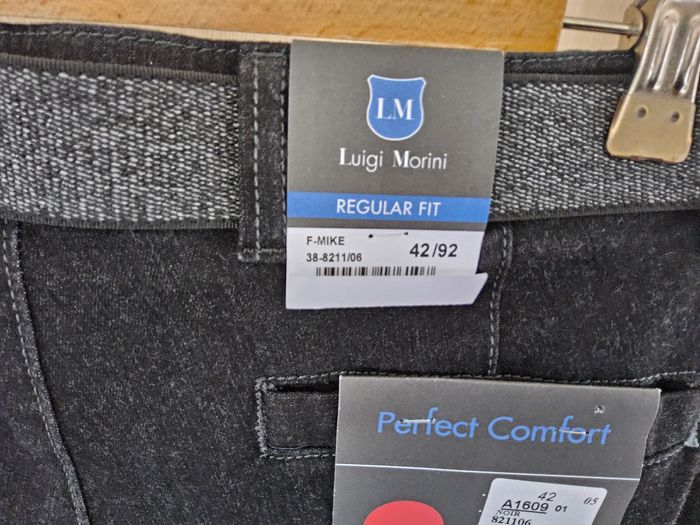 LM
Luigi Morini
REGULAR FIT
F-MIKE
38-8211/06
42/92
Perfect Comfort
42
05
A1609 01
NOIR
821106